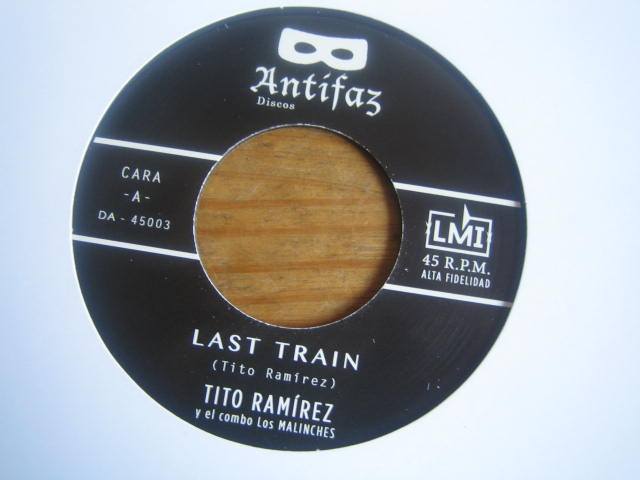 Antifaz
Discos
CARA
-A-
DA - 45003
LMI
45 R.P.M.
ALTA FIDELIDAD
LAST TRAIN
(Tito Ramírez)
TITO RAMÍREZ
y el combo Los MALINCHES